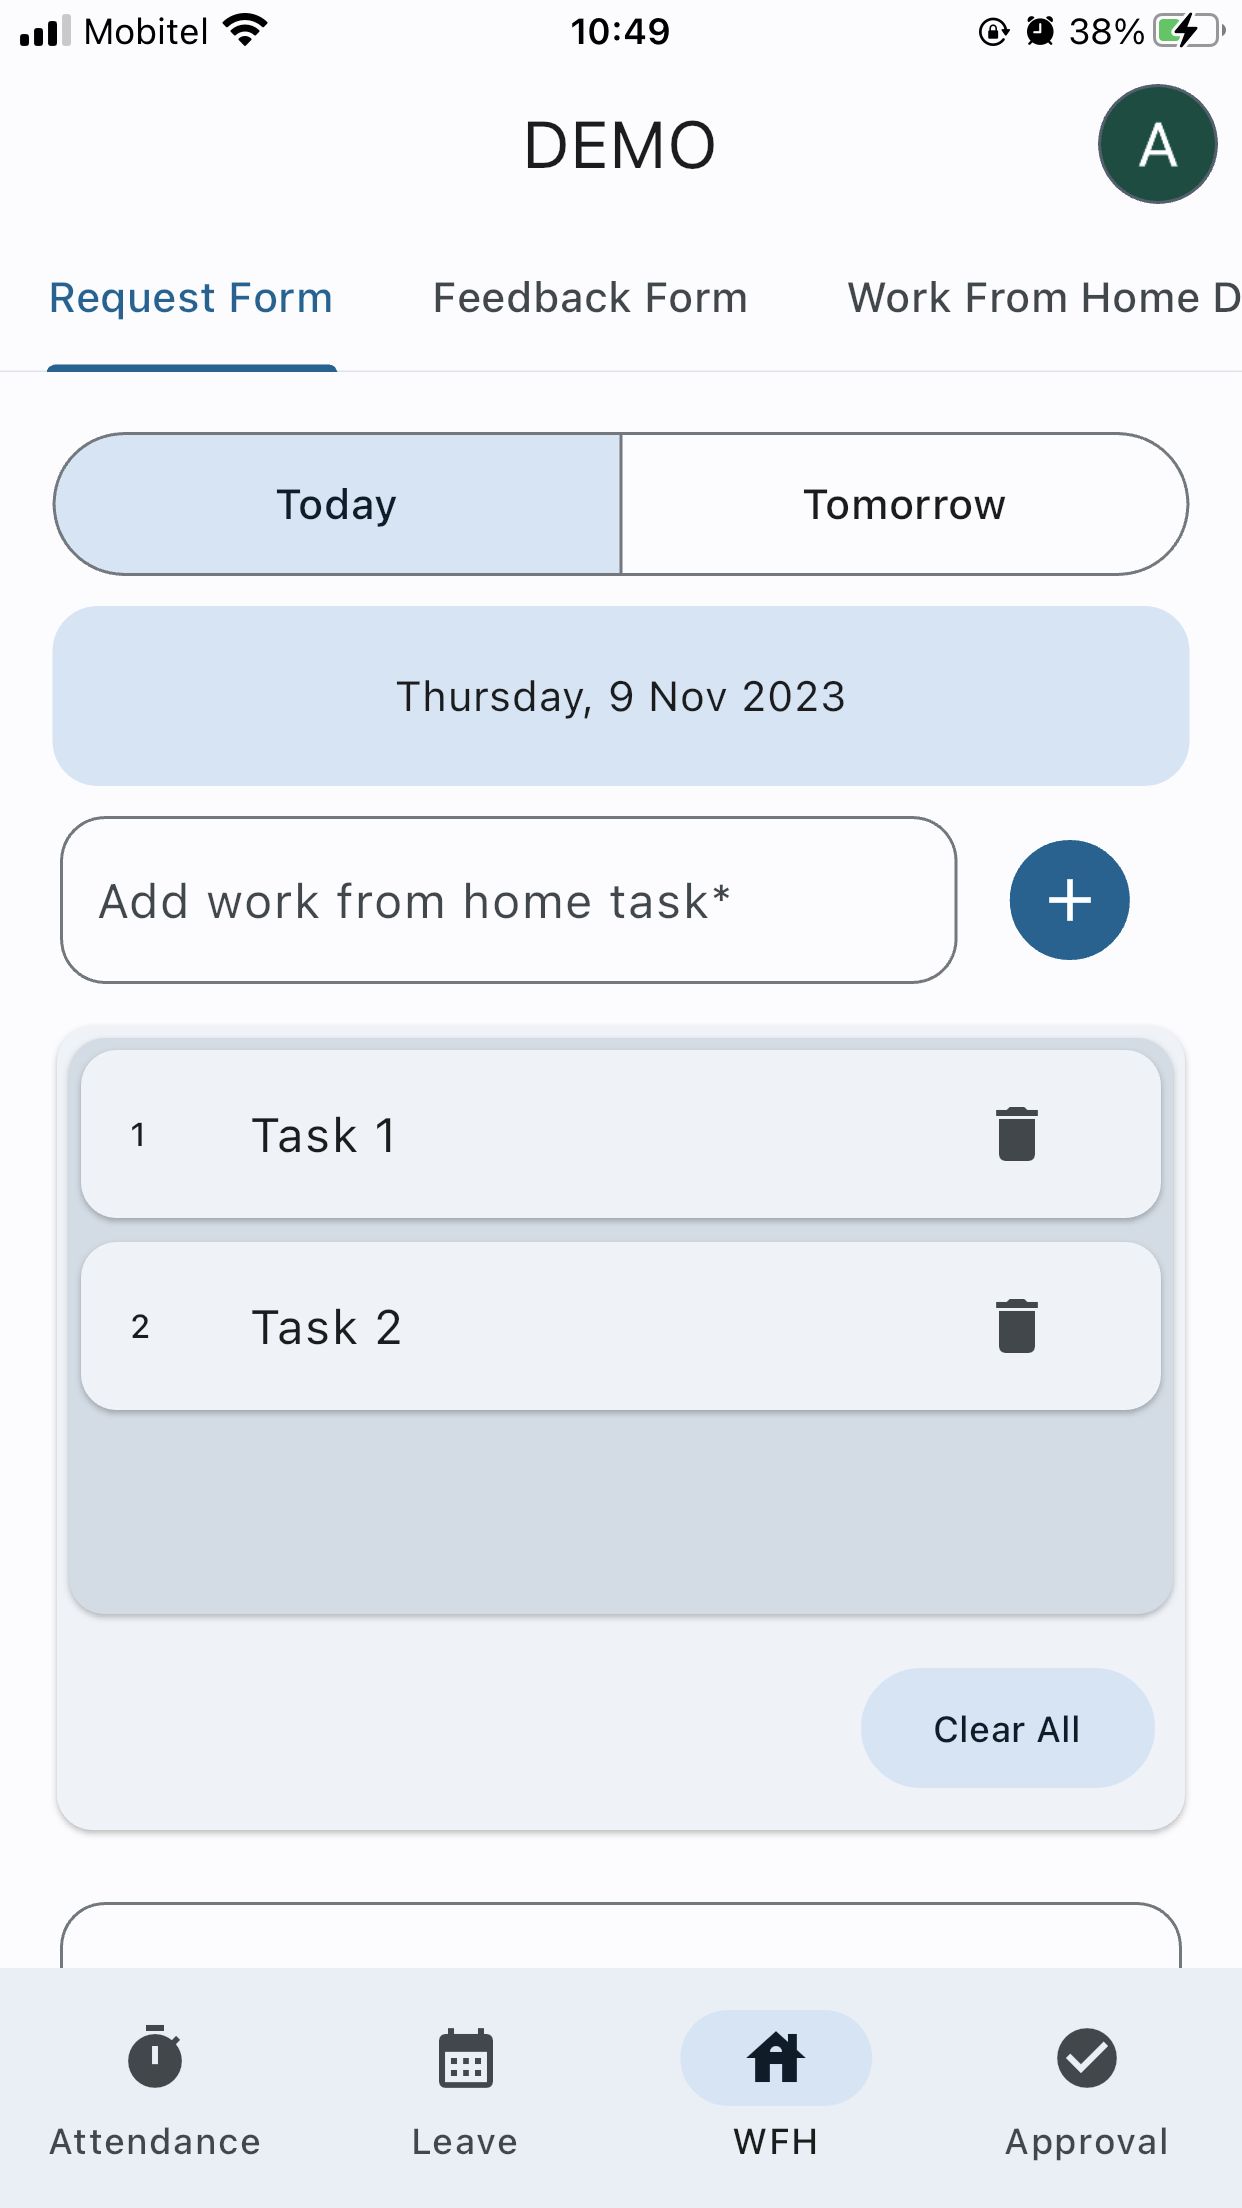 Mobitel 10:49 38%
DEMO
A
Request Form Feedback Form Work From Home D
Today Tomorrow
Thursday, 9 Nov 2023
Add work from home task*
1 Task 1
2 Task 2
Clear All
Attendance Leave WFH Approval